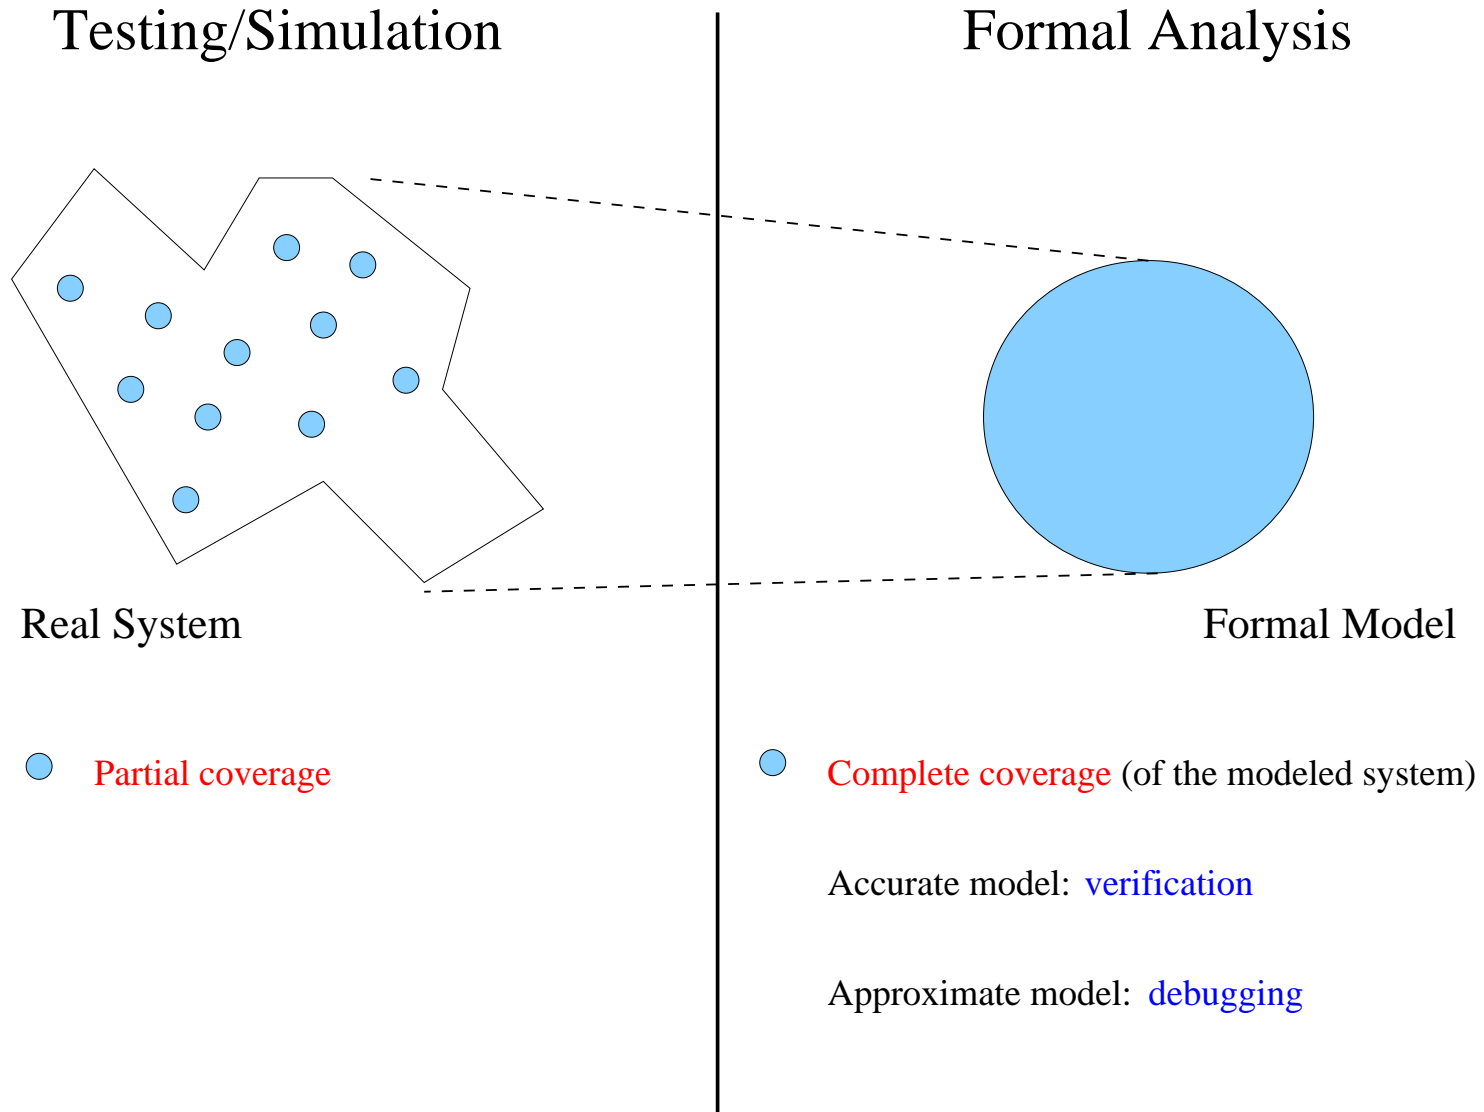 Testing/Simulation
Formal Analysis
Real System
Formal Model
Partial coverage
Complete coverage (of the modeled system)
Accurate model: verification
Approximate model: debugging